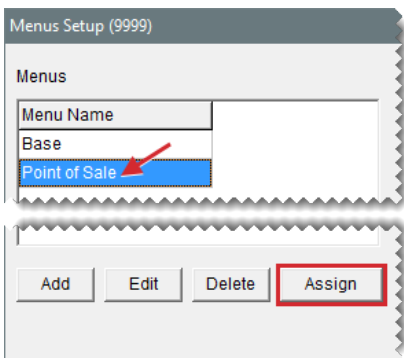 Menus Setup (9999)
Menus
Menu Name
Base
Point of Sale
Add Edit Delete Assign